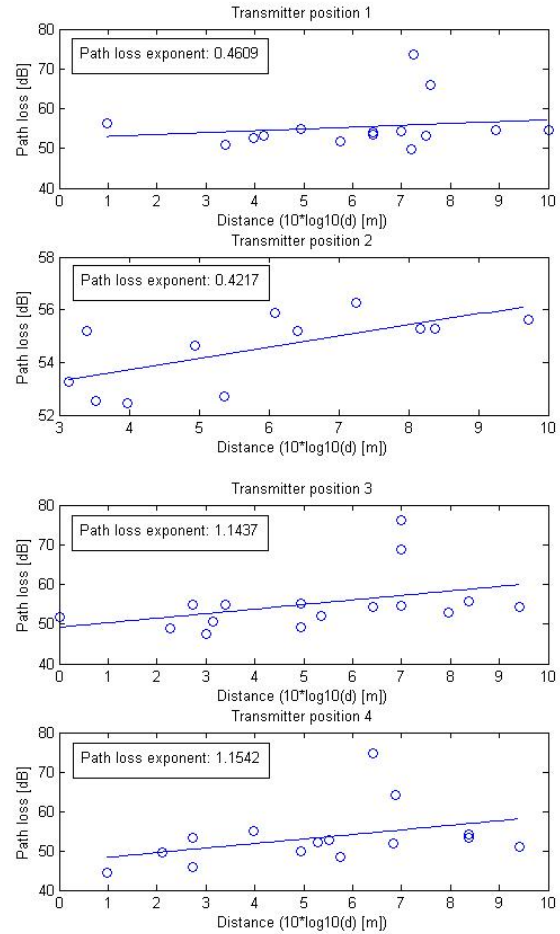 Transmitter position 1
Path loss exponent: 0.4609
Path loss [dB]
80
70
60
50
40
0 1 2 3 4 5 6 7 8 9 10
Distance (10*log10(d) [m])
Transmitter position 2
Path loss exponent: 0.4217
Path loss [dB]
58
56
54
52
3 4 5 6 7 8 9 10
Distance (10*log10(d) [m])
Transmitter position 3
Path loss exponent: 1.1437
Path loss [dB]
80
70
60
50
40
0 1 2 3 4 5 6 7 8 9 10
Distance (10*log10(d) [m])
Transmitter position 4
Path loss exponent: 1.1542
Path loss [dB]
80
70
60
50
40
0 1 2 3 4 5 6 7 8 9 10
Distance (10*log10(d) [m])